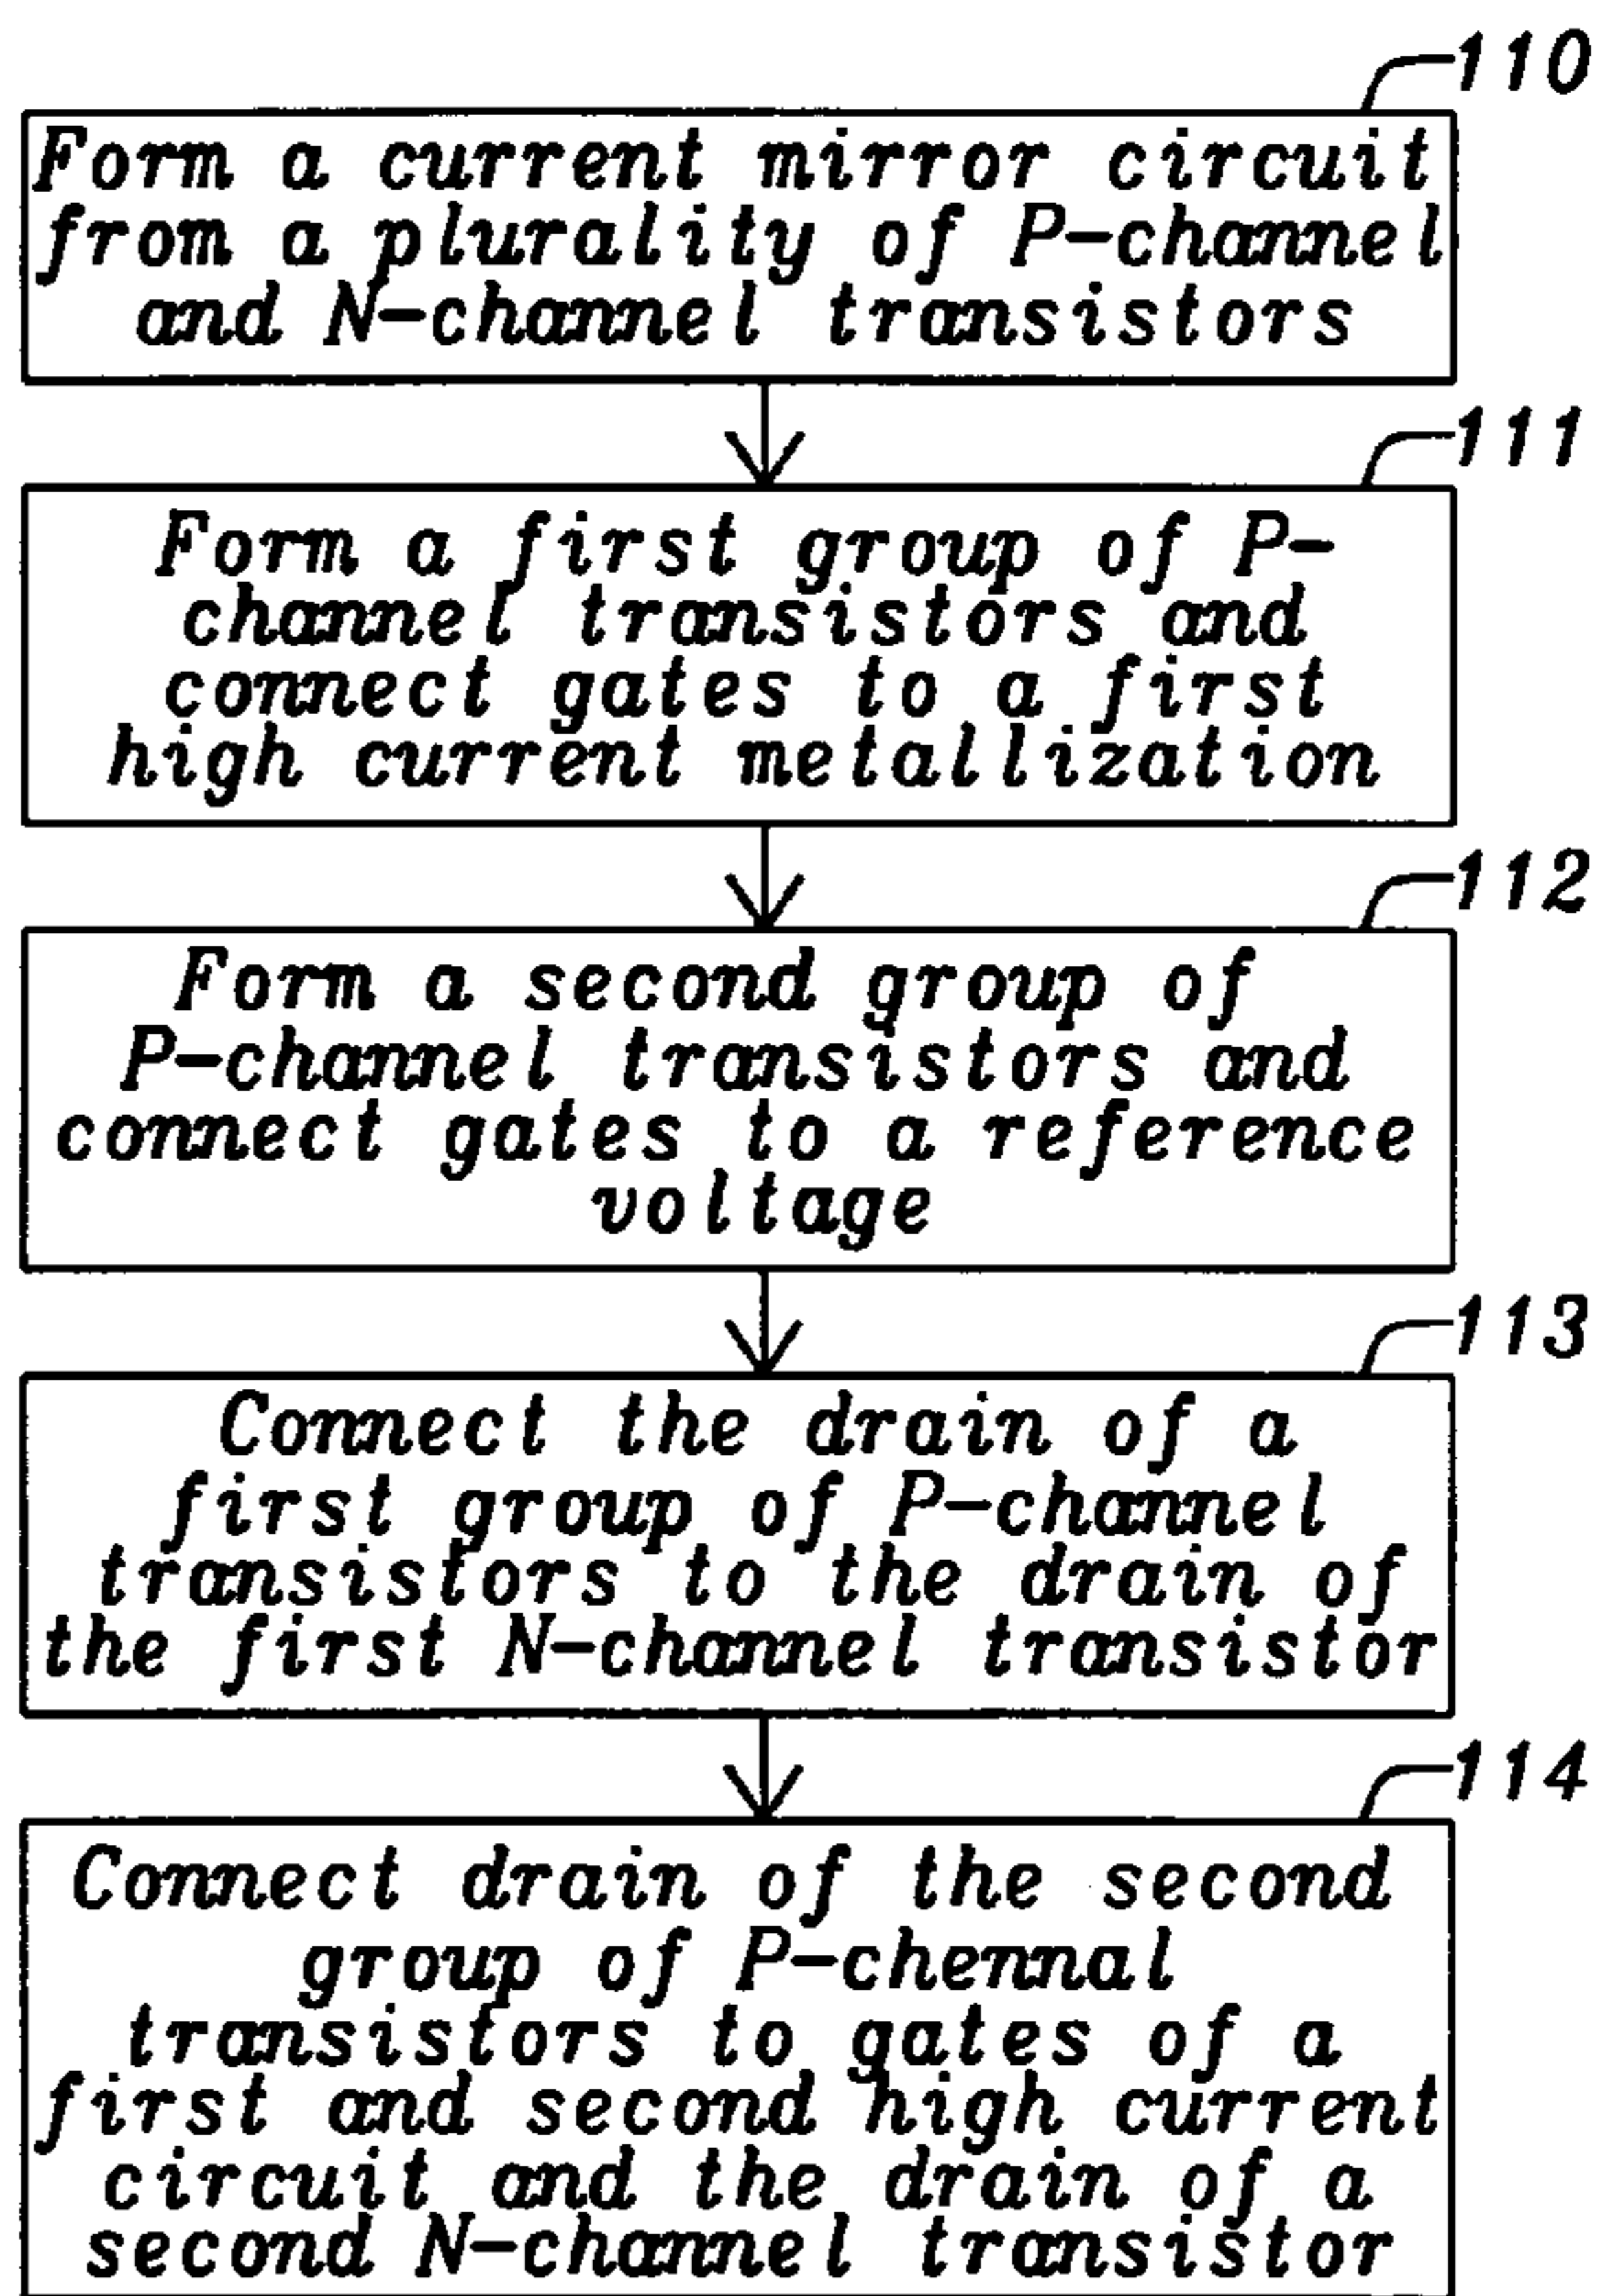 110
Form a current mirror circuit
from a plurality of P-channel
and N-channel transistors
111
Form a first group of P-
channel transistors and
connect gates to a first
high current metallization
112
Form a second group of
P-channel transistors and
connect gates to a reference
voltage
113
Connect the drain of a
first group of P-channel
transistors to the drain of
the first N-channel transistor
114
Connect drain of the second
group of P-chennal
transistors to gates of a
first and second high current
circuit and the drain of a
second N-channel transistor